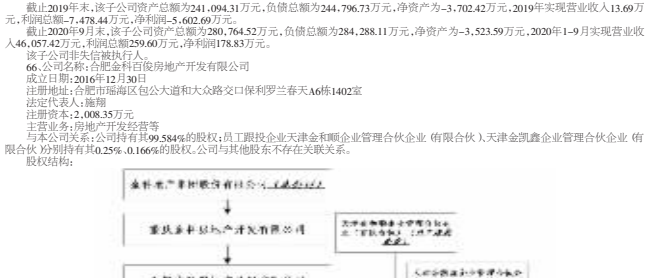 截止2019年末,该子公司资产总额为241,094.31万元,负债总额为244,796.73万元,净资产为-3,702.42万元,2019年实现营业收入13.69万
元,利润总额-7,478.44万元,净利润-5,602.69万元。
截止2020年9月末,该子公司资产总额为280,764.52万元,负债总额为284,288.11万元,净资产为-3,523.59万元,2020年1-9月实现营业收
入46,057.42万元,利润总额259.60万元,净利润178.83万元。
该子公司非失信被执行人。
66、公司名称:合肥金科百俊房地产开发有限公司
成立日期:2016年12月30日
注册地址:合肥市瑶海区包公大道和大众路交口保利罗兰春天A6栋1402室
法定代表人:施翔
注册资本:2,008.35万元
主营业务:房地产开发经营等
与本公司关系:公司持有其99.584%的股权;员工跟投企业天津金和顺企业管理合伙企业(有限合伙)、天津金凯鑫企业管理合伙企业(有
限合伙)分别持有其0.25%、0.166%的股权。公司与其他股东不存在关联关系。
股权结构:
金科地产集团股份有限公司
重庆金科房地产开发有限公司